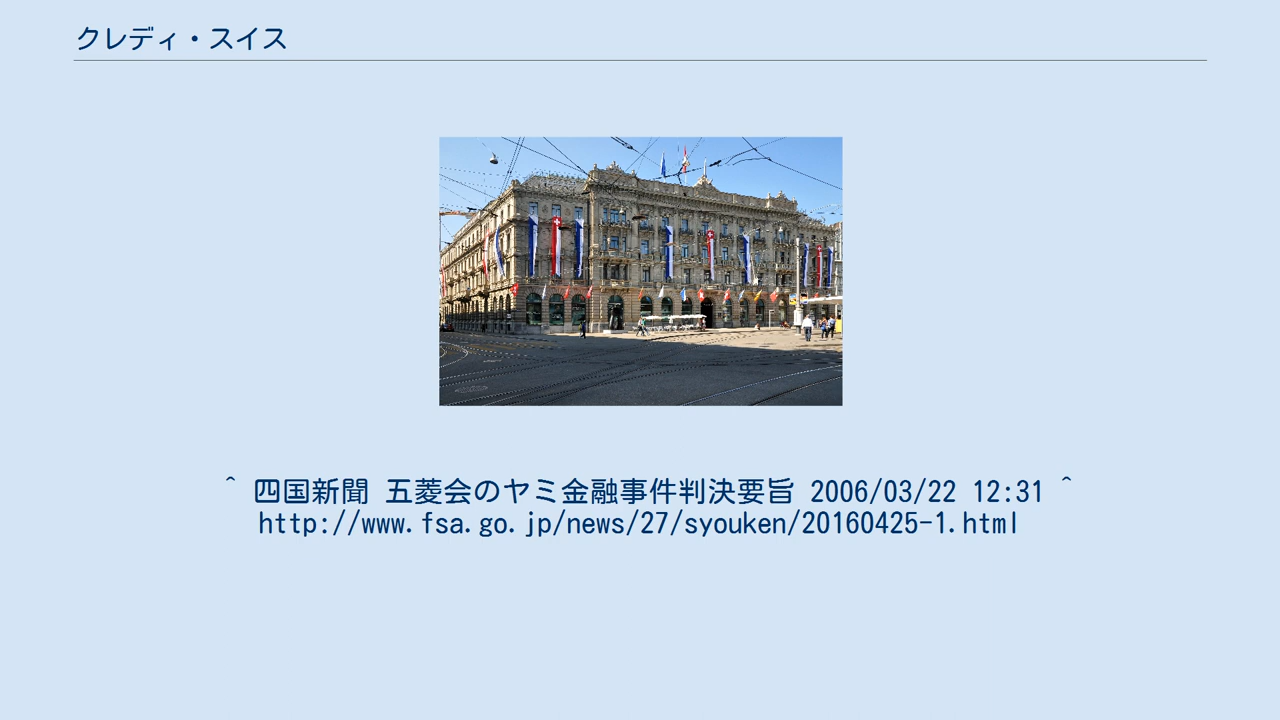 クレディ・スイス
^ 四国新聞 五菱会のヤミ金融事件判決要旨 2006/03/22 12:31 ^
http://www.fsa.go.jp/news/27/syouken/20160425-1.html